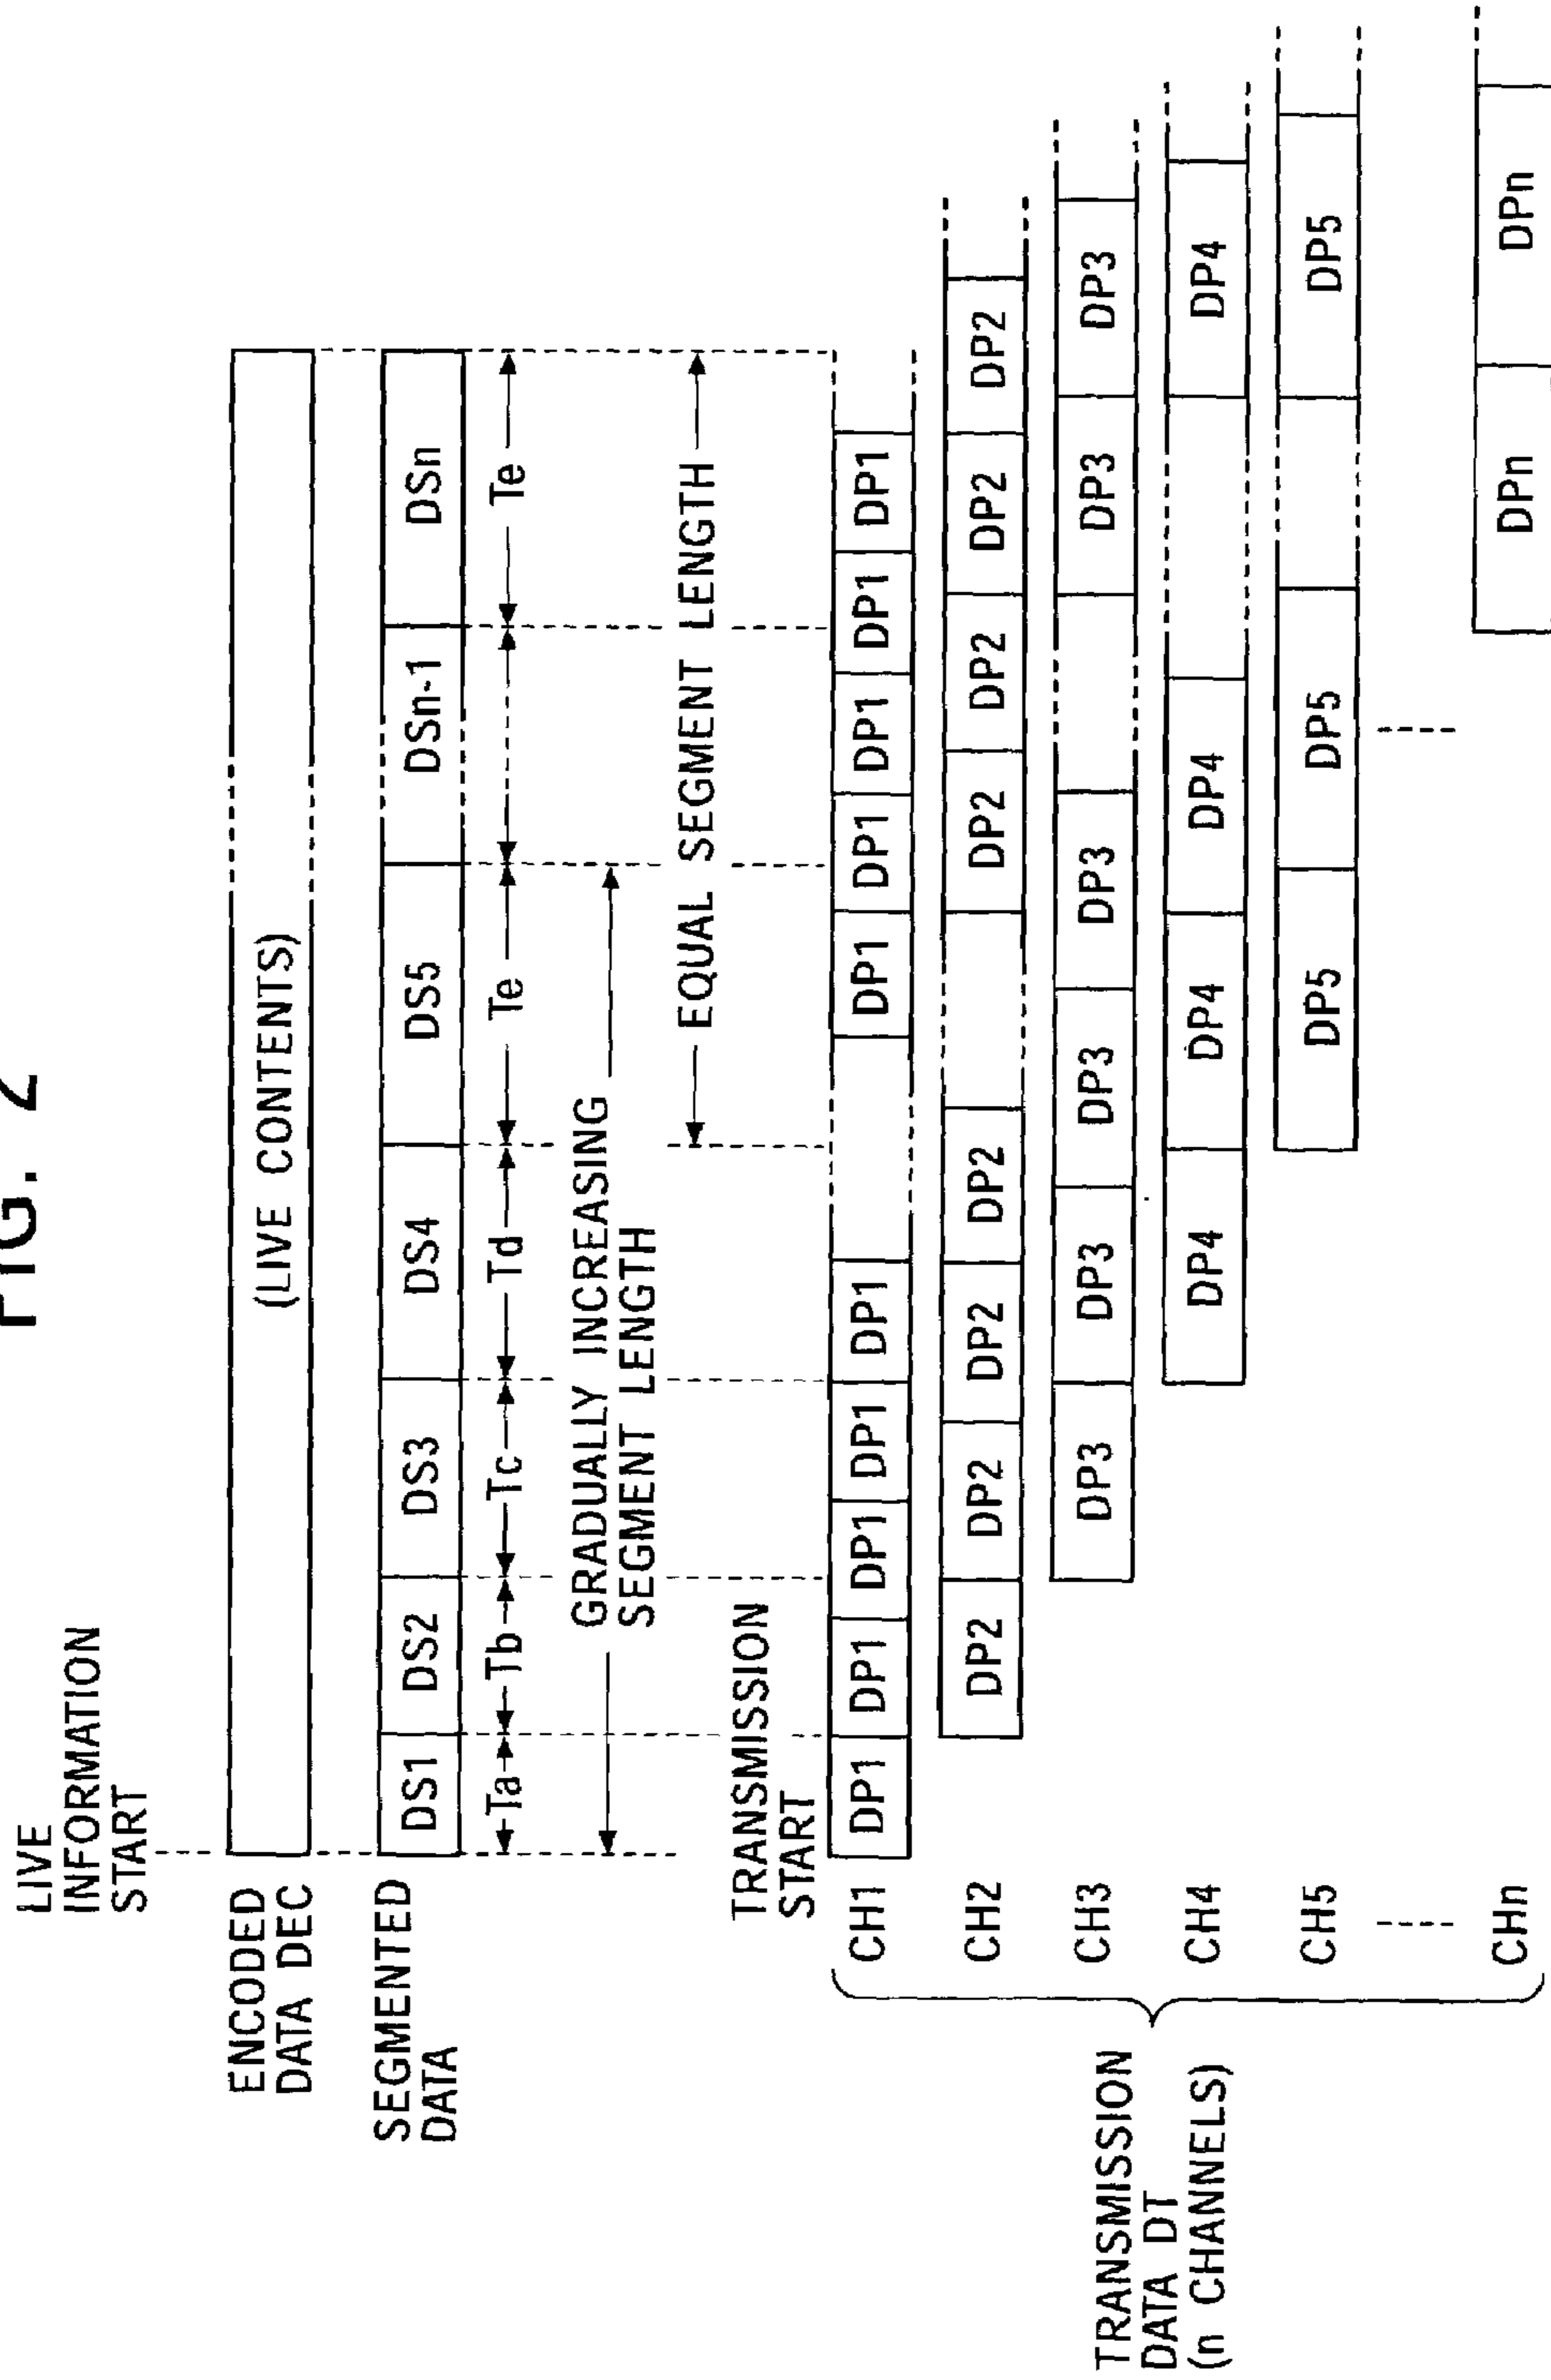 FIG. 2
LIVE
INFORMATION
START
ENCODED
DATA DEC
(LIVE CONTENTS)
SEGMENTED
DATA
DS1 DS2 DS3 DS4 DS5 DSn-1 DSn
Ta Tb Tc Td Te Te
GRADUALLY INCREASING
SEGMENT LENGTH
EQUAL SEGMENT LENGTH
TRANSMISSION
START
CH1 DP1 DP1 DP1 DP1 DP1 DP1 DP1 DP1 DP1 DP1
CH2 DP2 DP2 DP2 DP2 DP2 DP2 DP2 DP2
CH3 DP3 DP3 DP3 DP3 DP3 DP3
CH4 DP4 DP4 DP4 DP4
CH5 DP5 DP5 DP5
CHn DPn DPn
TRANSMISSION
DATA DT
(n CHANNELS)